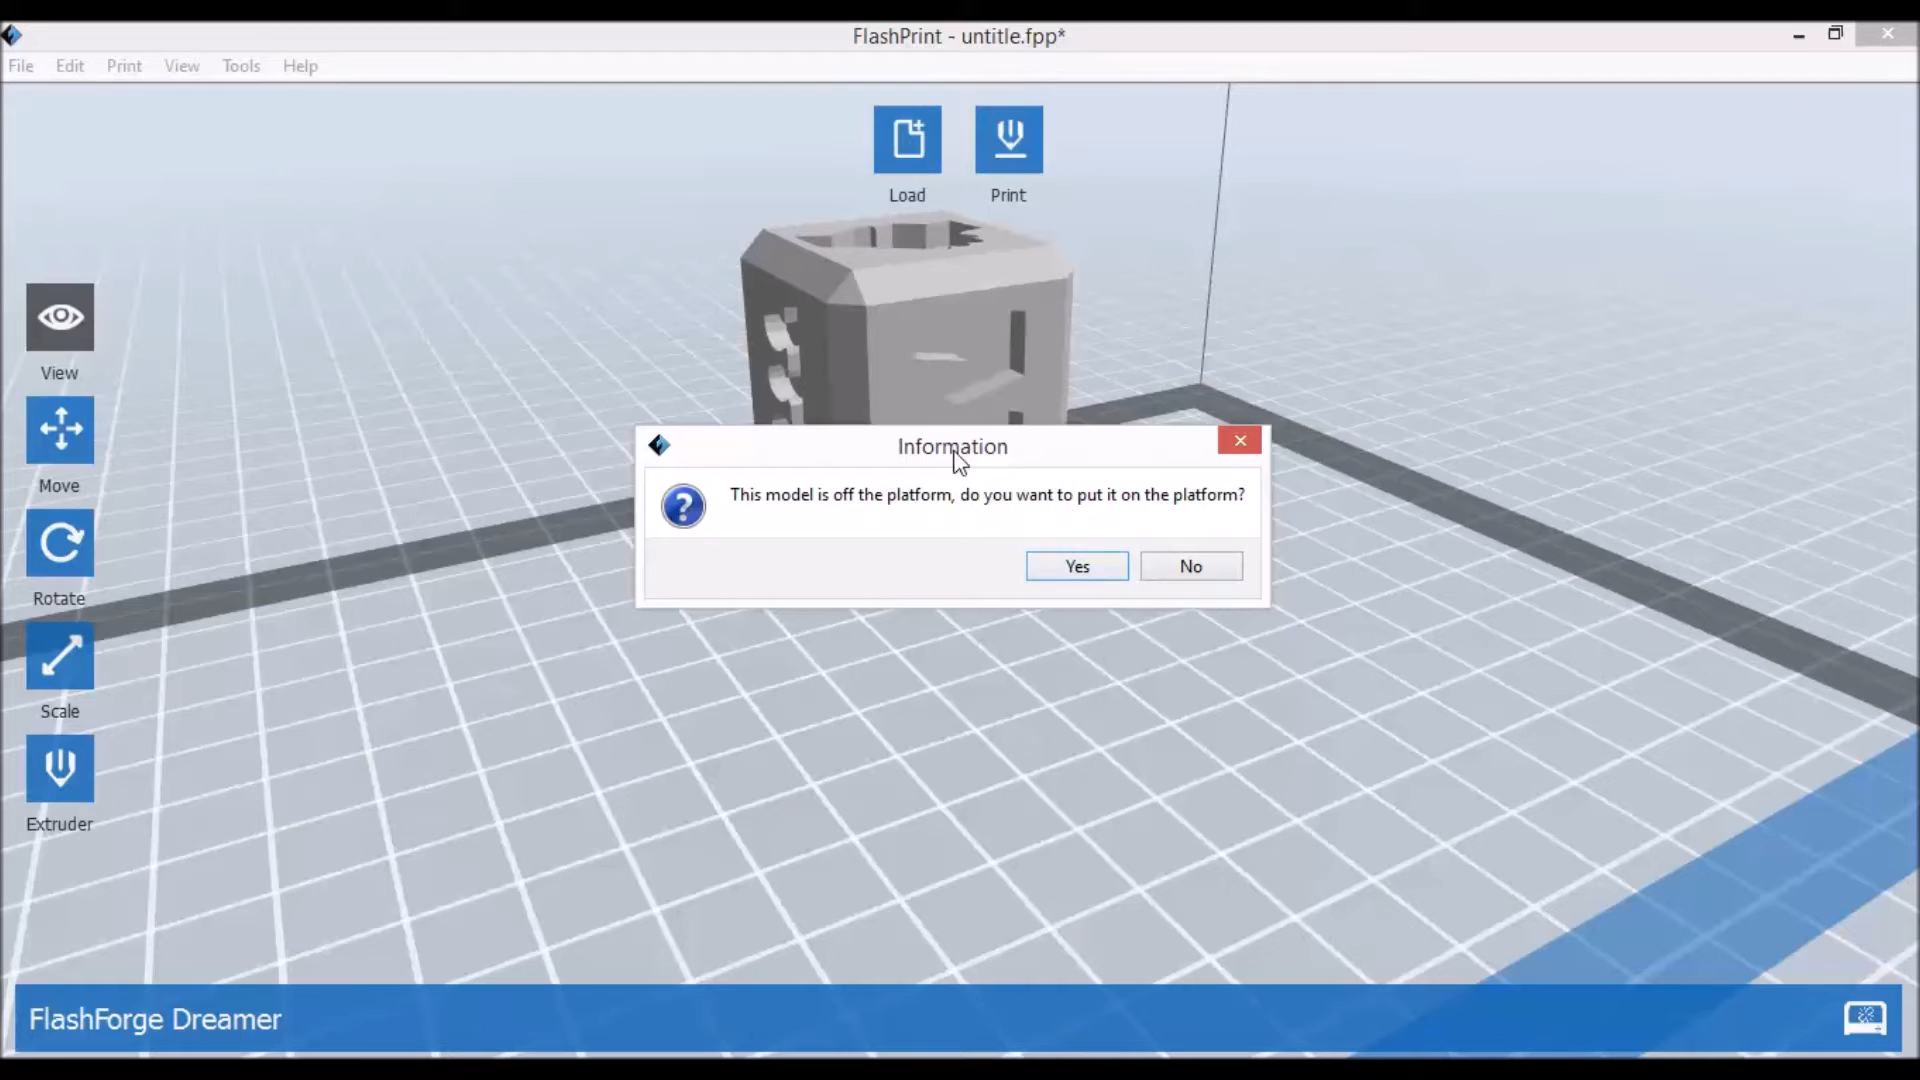 FlashPrint - untitle.fpp*
File Edit Print View Tools Help
Load Print
View
Move
Rotate
Scale
Extruder
Information
This model is off the platform, do you want to put it on the platform?
Yes No
FlashForge Dreamer